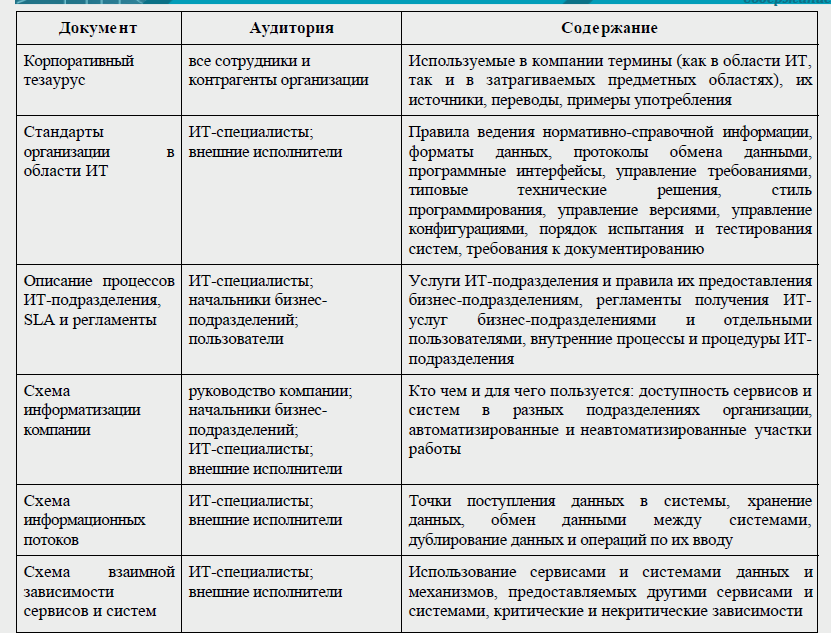 Документ Аудитория Содержание
Корпоративный
тезаурус
все сотрудники и
контрагенты организации
Используемые в компании термины (как в области ИТ,
так и в затрагиваемых предметных областях), их
источники, переводы, примеры употребления
Стандарты
организации в
области ИТ
ИТ-специалисты;
внешние исполнители
Правила ведения нормативно-справочной информации,
форматы данных, протоколы обмена данными,
программные интерфейсы, управление требованиями,
типовые технические решения, стиль
программирования, управление версиями, управление
конфигурациями, порядок испытания и тестирования
систем, требования к документированию
Описание процессов
ИТ-подразделения,
SLA и регламенты
ИТ-специалисты;
начальники бизнес-
подразделений;
пользователи
Услуги ИТ-подразделения и правила их предоставления
бизнес-подразделениям, регламенты получения ИТ-
услуг бизнес-подразделениями и отдельными
пользователями, внутренние процессы и процедуры ИТ-
подразделения
Схема
информатизации
компании
руководство компании;
начальники бизнес-
подразделений;
ИТ-специалисты;
внешние исполнители
Кто чем и для чего пользуется: доступность сервисов и
систем в разных подразделениях организации,
автоматизированные и неавтоматизированные участки
работы
Схема
информационных
потоков
ИТ-специалисты;
внешние исполнители
Точки поступления данных в системы, хранение
данных, обмен данными между системами,
дублирование данных и операций по их вводу
Схема взаимной
зависимости
сервисов и систем
ИТ-специалисты;
внешние исполнители
Использование сервисами и системами данных и
механизмов, предоставляемых другими сервисами и
системами, критические и некритические зависимости